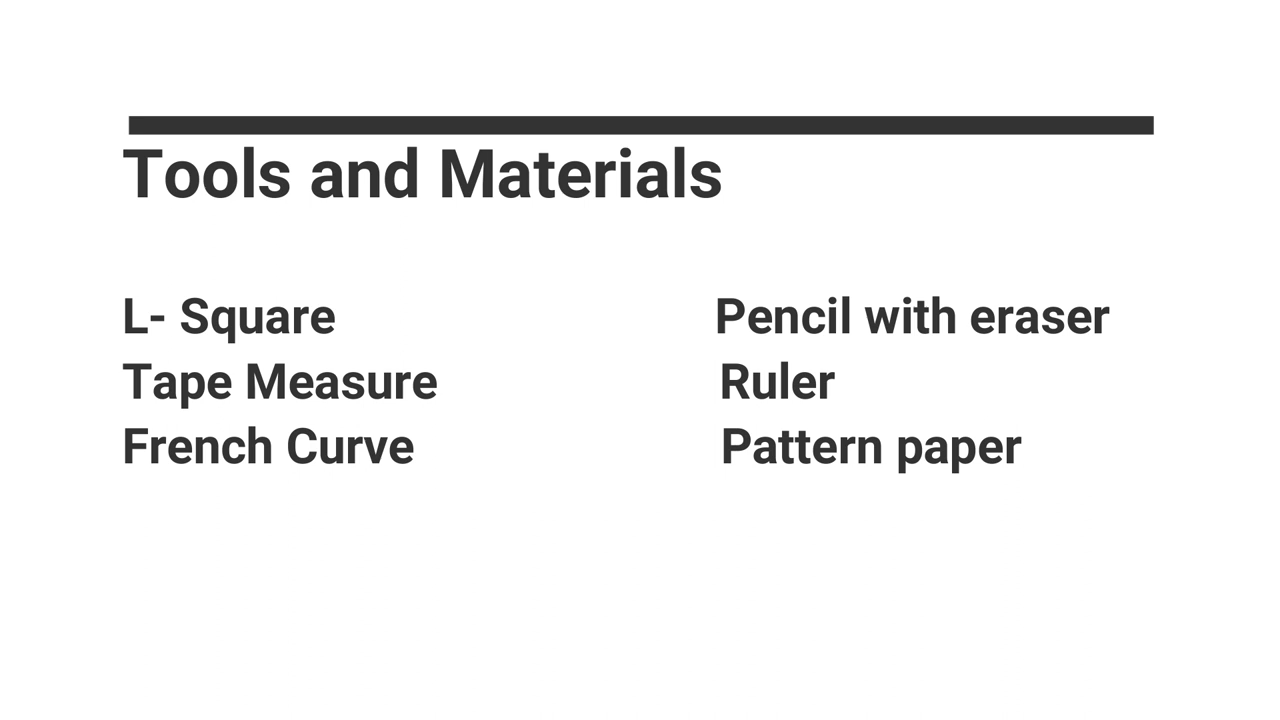 Tools and Materials
L- Square Pencil with eraser
Tape Measure Ruler
French Curve Pattern paper